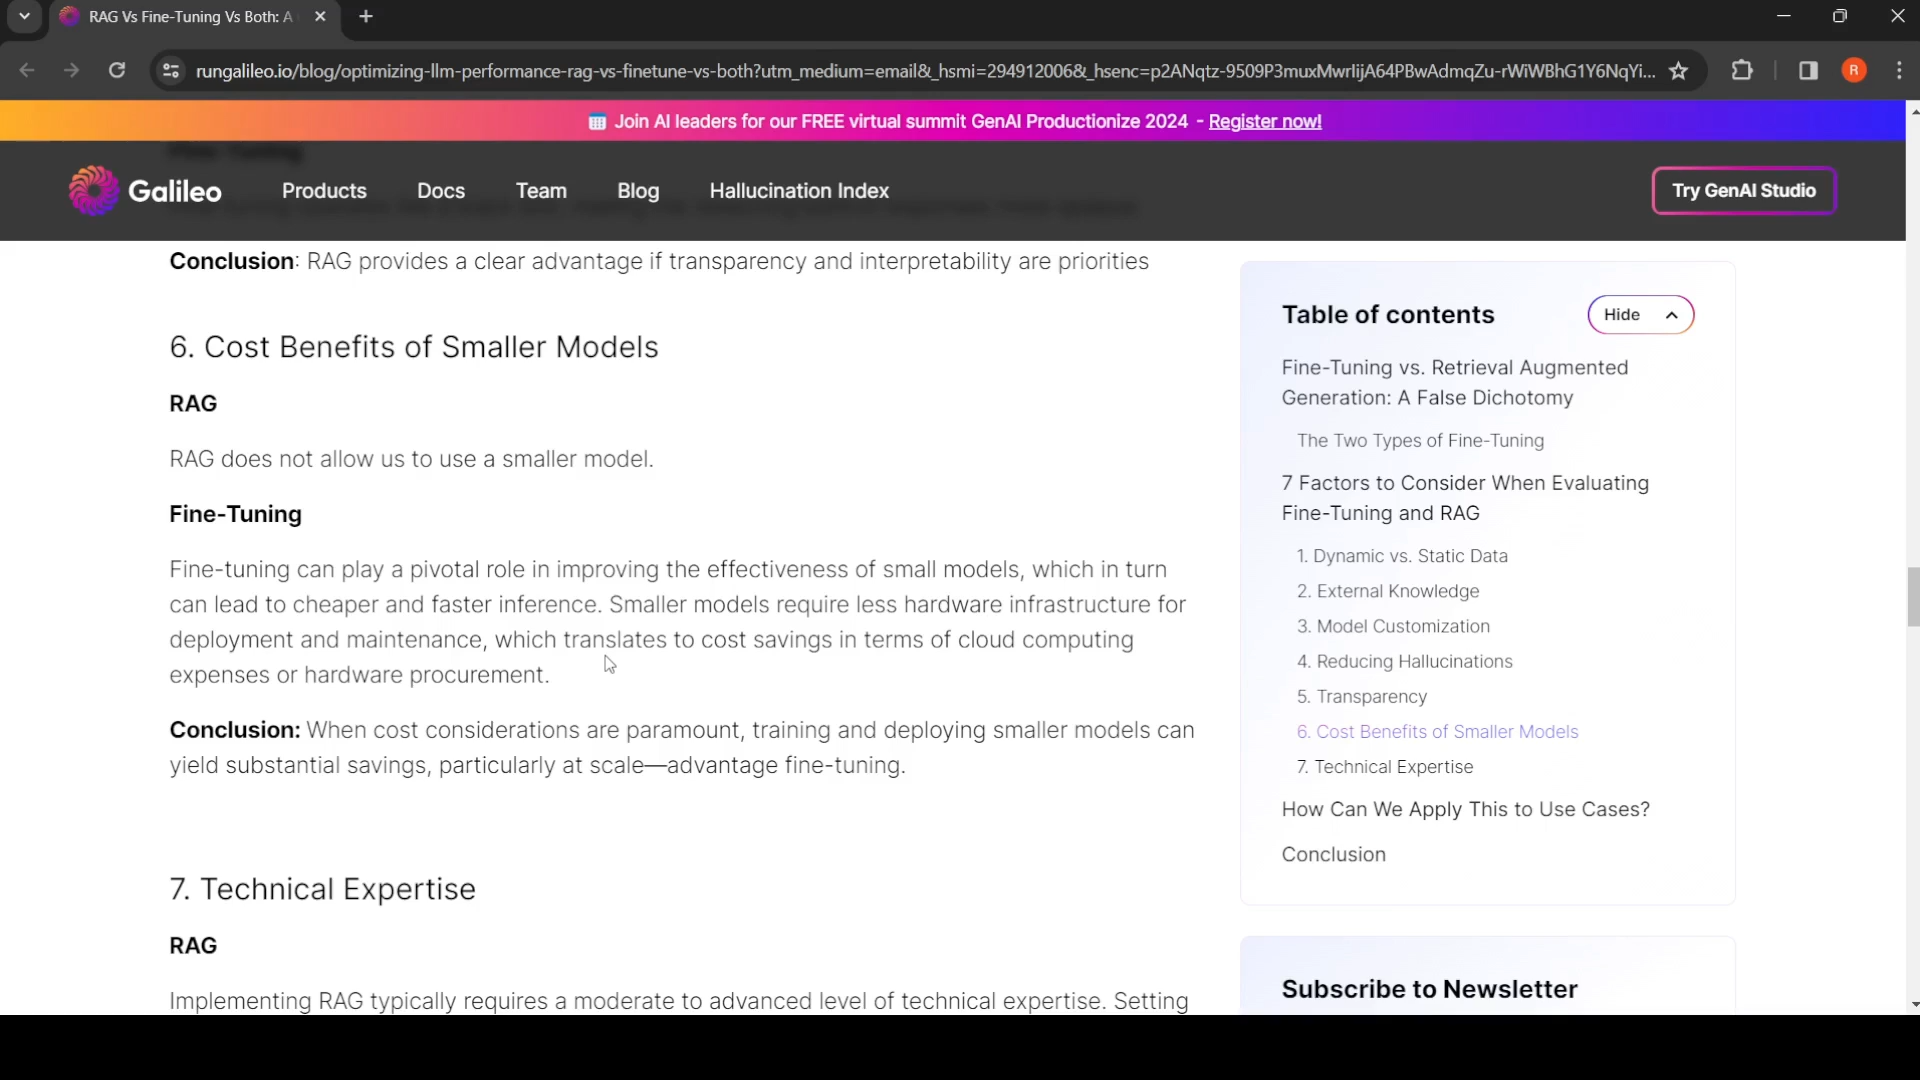 RAG Vs Fine-Tuning Vs Both: A
rungalileo.io/blog/optimizing-llm-performance-rag-vs-finetune-vs-both?utm_medium=email&_hsmi=294912006&_hsenc=p2ANqtz-9509P3muxMwrlijA64PBwAdmqZu-rWiWBhG1Y6NqYi...
R
Join AI leaders for our FREE virtual summit GenAI Productionize 2024 - Register now!
Galileo
Products
Docs
Team
Blog
Hallucination Index
Try GenAI Studio
Conclusion: RAG provides a clear advantage if transparency and interpretability are priorities
6. Cost Benefits of Smaller Models
RAG
RAG does not allow us to use a smaller model.
Fine-Tuning
Fine-tuning can play a pivotal role in improving the effectiveness of small models, which in turn
can lead to cheaper and faster inference. Smaller models require less hardware infrastructure for
deployment and maintenance, which translates to cost savings in terms of cloud computing
expenses or hardware procurement.
Conclusion: When cost considerations are paramount, training and deploying smaller models can
yield substantial savings, particularly at scale—advantage fine-tuning.
7. Technical Expertise
RAG
Implementing RAG typically requires a moderate to advanced level of technical expertise. Setting
Table of contents
Hide
Fine-Tuning vs. Retrieval Augmented
Generation: A False Dichotomy
The Two Types of Fine-Tuning
7 Factors to Consider When Evaluating
Fine-Tuning and RAG
1. Dynamic vs. Static Data
2. External Knowledge
3. Model Customization
4. Reducing Hallucinations
5. Transparency
6. Cost Benefits of Smaller Models
7. Technical Expertise
How Can We Apply This to Use Cases?
Conclusion
Subscribe to Newsletter